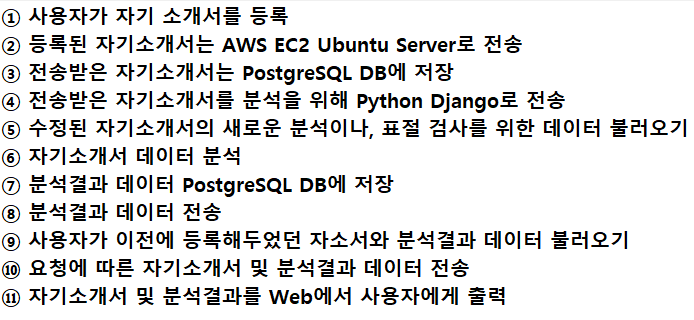 ① 사용자가 자기 소개서를 등록
② 등록된 자기소개서는 AWS EC2 Ubuntu Server로 전송
③ 전송받은 자기소개서는 PostgreSQL DB에 저장
④ 전송받은 자기소개서를 분석을 위해 Python Django로 전송
⑤ 수정된 자기소개서의 새로운 분석이나, 표절 검사를 위한 데이터 불러오기
⑥ 자기소개서 데이터 분석
⑦ 분석결과 데이터 PostgreSQL DB에 저장
⑧ 분석결과 데이터 전송
⑨ 사용자가 이전에 등록해두었던 자소서와 분석결과 데이터 불러오기
⑩ 요청에 따른 자기소개서 및 분석결과 데이터 전송
⑪ 자기소개서 및 분석결과를 Web에서 사용자에게 출력